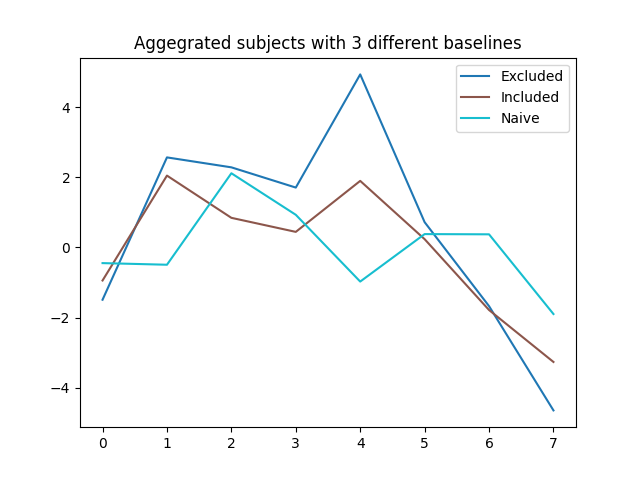 Aggegrated subjects with 3 different baselines
Excluded
Included
Naive
4
2
0
−2
−4
0 1 2 3 4 5 6 7